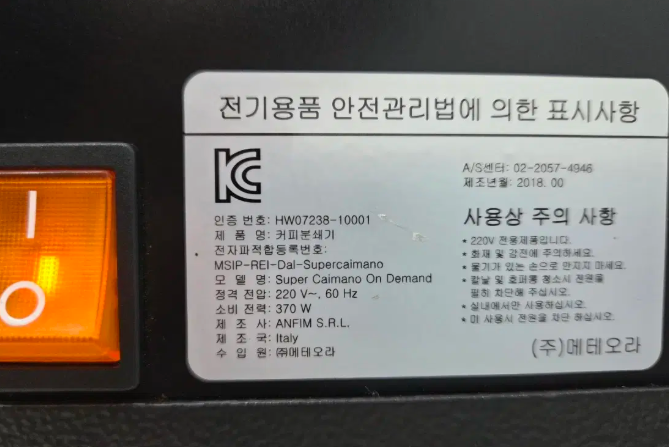 전기용품 안전관리법에 의한 표시사항
KC
인증 번호: HW07238-10001
제 품 명: 커피분쇄기
전자파적합등록번호:
MSIP-REI-Dal-Supercaimano
모 델 명: Super Caimano On Demand
정격 전압: 220 V~, 60 Hz
소비 전력: 370 W
제 조 사: ANFIM S.R.L.
제 조 국: Italy
수 입 원: ㈜메테오라
A/S센터: 02-2057-4946
제조년월: 2018. 00
사용상 주의 사항
• 220V 전용제품입니다.
• 화재 및 감전에 주의하세요.
• 물기가 있는 손으로 만지지 마세요.
• 칼날 및 호퍼통 청소시 전원을
필히 차단해 주십시오.
• 실내에서만 사용하십시오.
• 미 사용시 전원을 차단 하십시오.
(주)메테오라